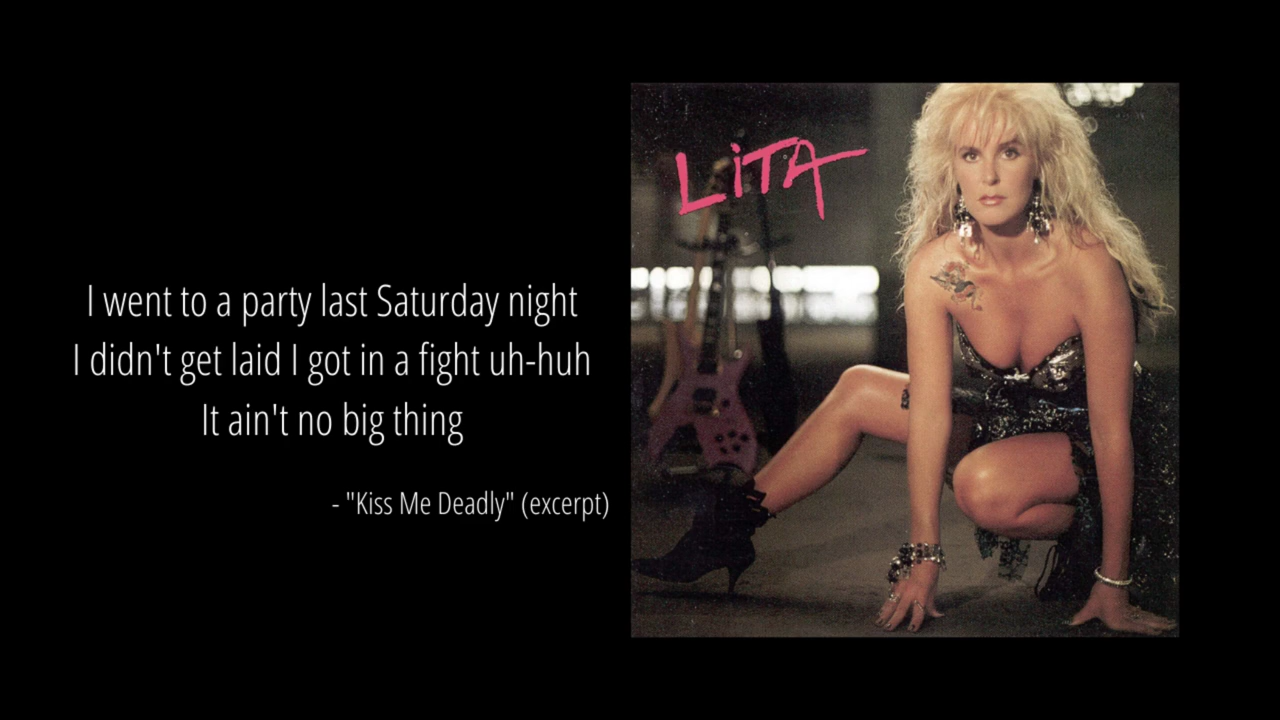 I went to a party last Saturday night
I didn't get laid I got in a fight uh-huh
It ain't no big thing
- "Kiss Me Deadly" (excerpt)
LiTA